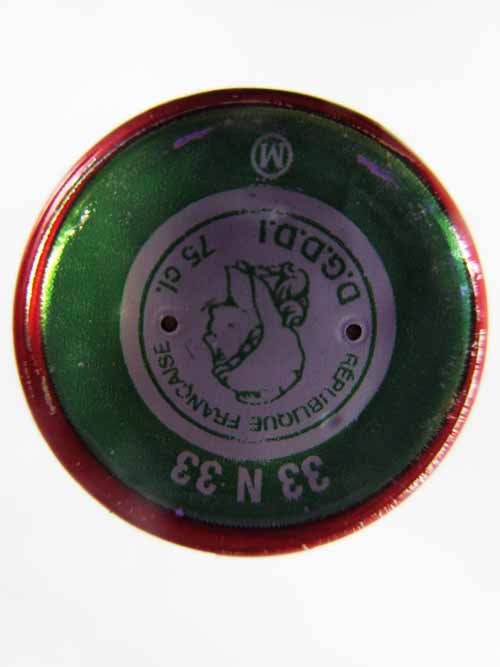 33 N 33
RÉPUBLIQUE FRANÇAISE
D.G.D.D.I 75 cl.
M